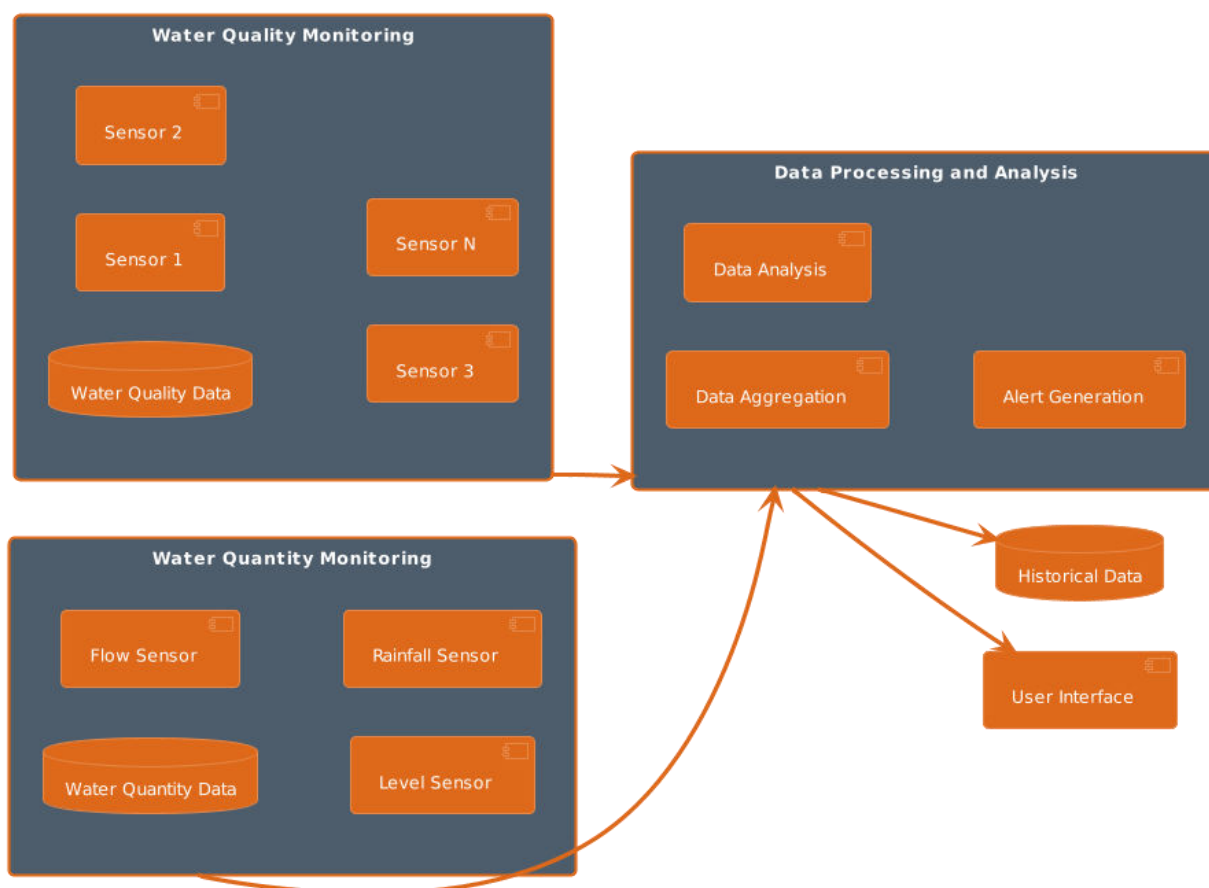 Water Quality Monitoring
Sensor 2
Sensor 1
Sensor N
Sensor 3
Water Quality Data
Data Processing and Analysis
Data Analysis
Data Aggregation
Alert Generation
Water Quantity Monitoring
Flow Sensor
Rainfall Sensor
Water Quantity Data
Level Sensor
Historical Data
User Interface